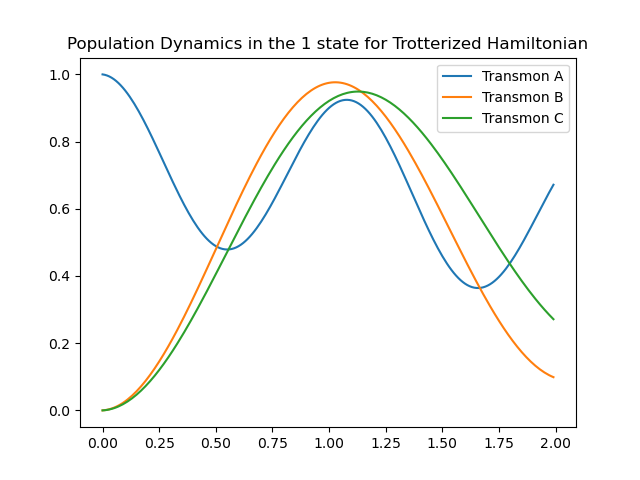 Population Dynamics in the 1 state for Trotterized Hamiltonian
Transmon A
Transmon B
Transmon C
1.0
0.8
0.6
0.4
0.2
0.0
0.00 0.25 0.50 0.75 1.00 1.25 1.50 1.75 2.00